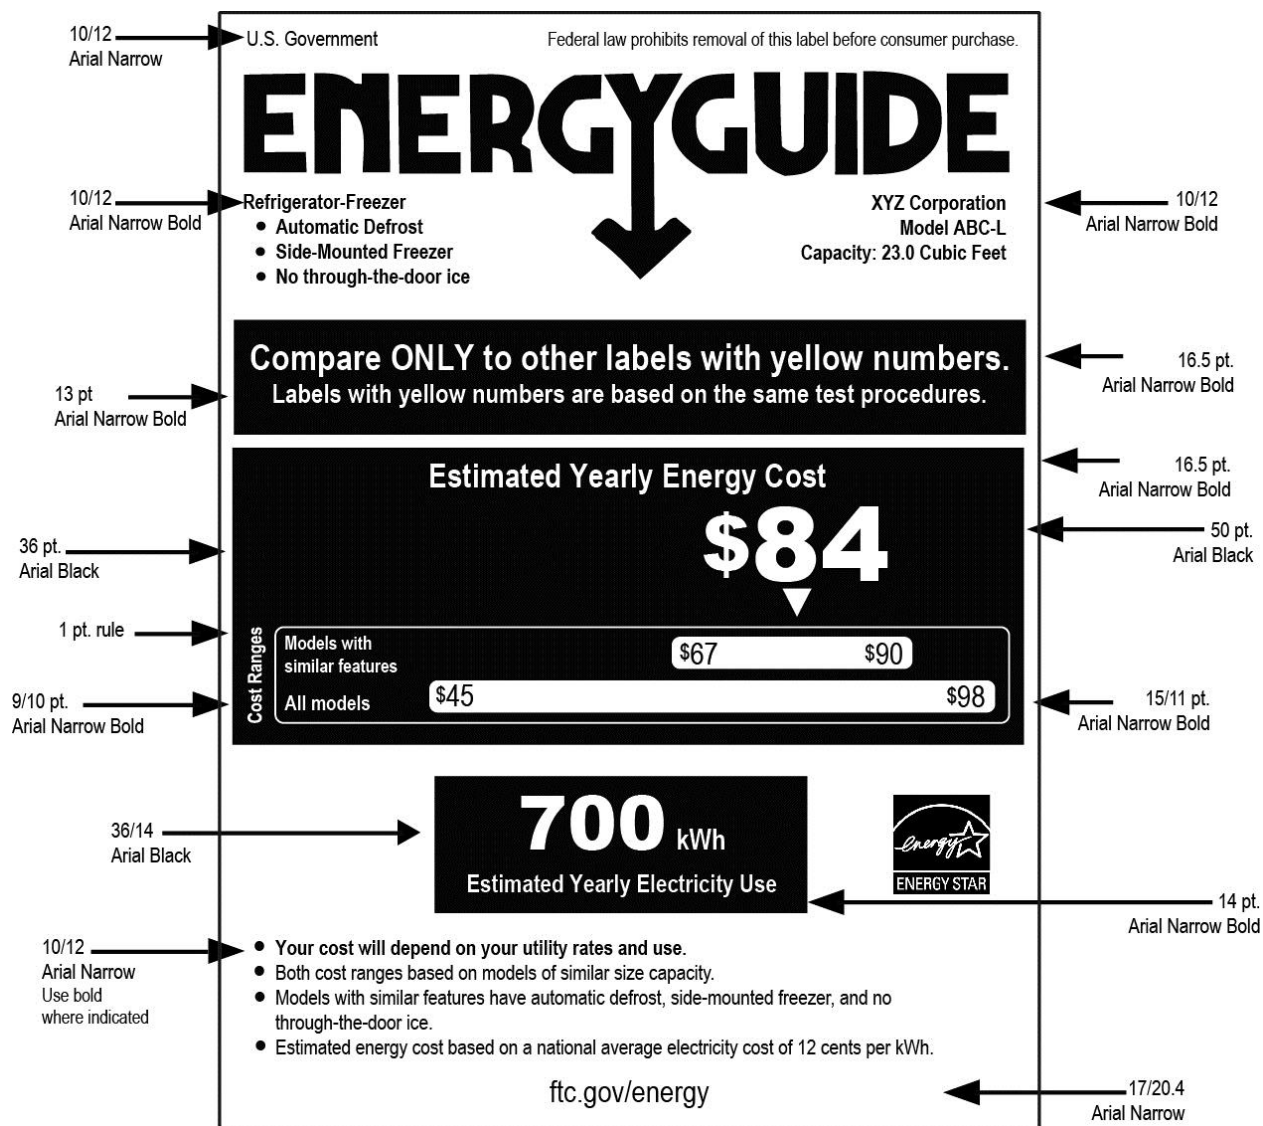 10/12
Arial Narrow
U.S. Government
Federal law prohibits removal of this label before consumer purchase.
ENERGYGUIDE
10/12
Arial Narrow Bold
Refrigerator-Freezer
● Automatic Defrost
● Side-Mounted Freezer
● No through-the-door ice
XYZ Corporation
Model ABC-L
Capacity: 23.0 Cubic Feet
10/12
Arial Narrow Bold
Compare ONLY to other labels with yellow numbers.
Labels with yellow numbers are based on the same test procedures.
16.5 pt.
Arial Narrow Bold
13 pt
Arial Narrow Bold
Estimated Yearly Energy Cost
16.5 pt.
Arial Narrow Bold
$84
50 pt.
Arial Black
36 pt.
Arial Black
1 pt. rule
Cost Ranges
Models with
similar features
$67 $90
All models
$45 $98
9/10 pt.
Arial Narrow Bold
15/11 pt.
Arial Narrow Bold
36/14
Arial Black
700 kWh
Estimated Yearly Electricity Use
energy
ENERGY STAR
14 pt.
Arial Narrow Bold
10/12
Arial Narrow
Use bold
where indicated
● Your cost will depend on your utility rates and use.
● Both cost ranges based on models of similar size capacity.
● Models with similar features have automatic defrost, side-mounted freezer, and no
through-the-door ice.
● Estimated energy cost based on a national average electricity cost of 12 cents per kWh.
ftc.gov/energy
17/20.4
Arial Narrow